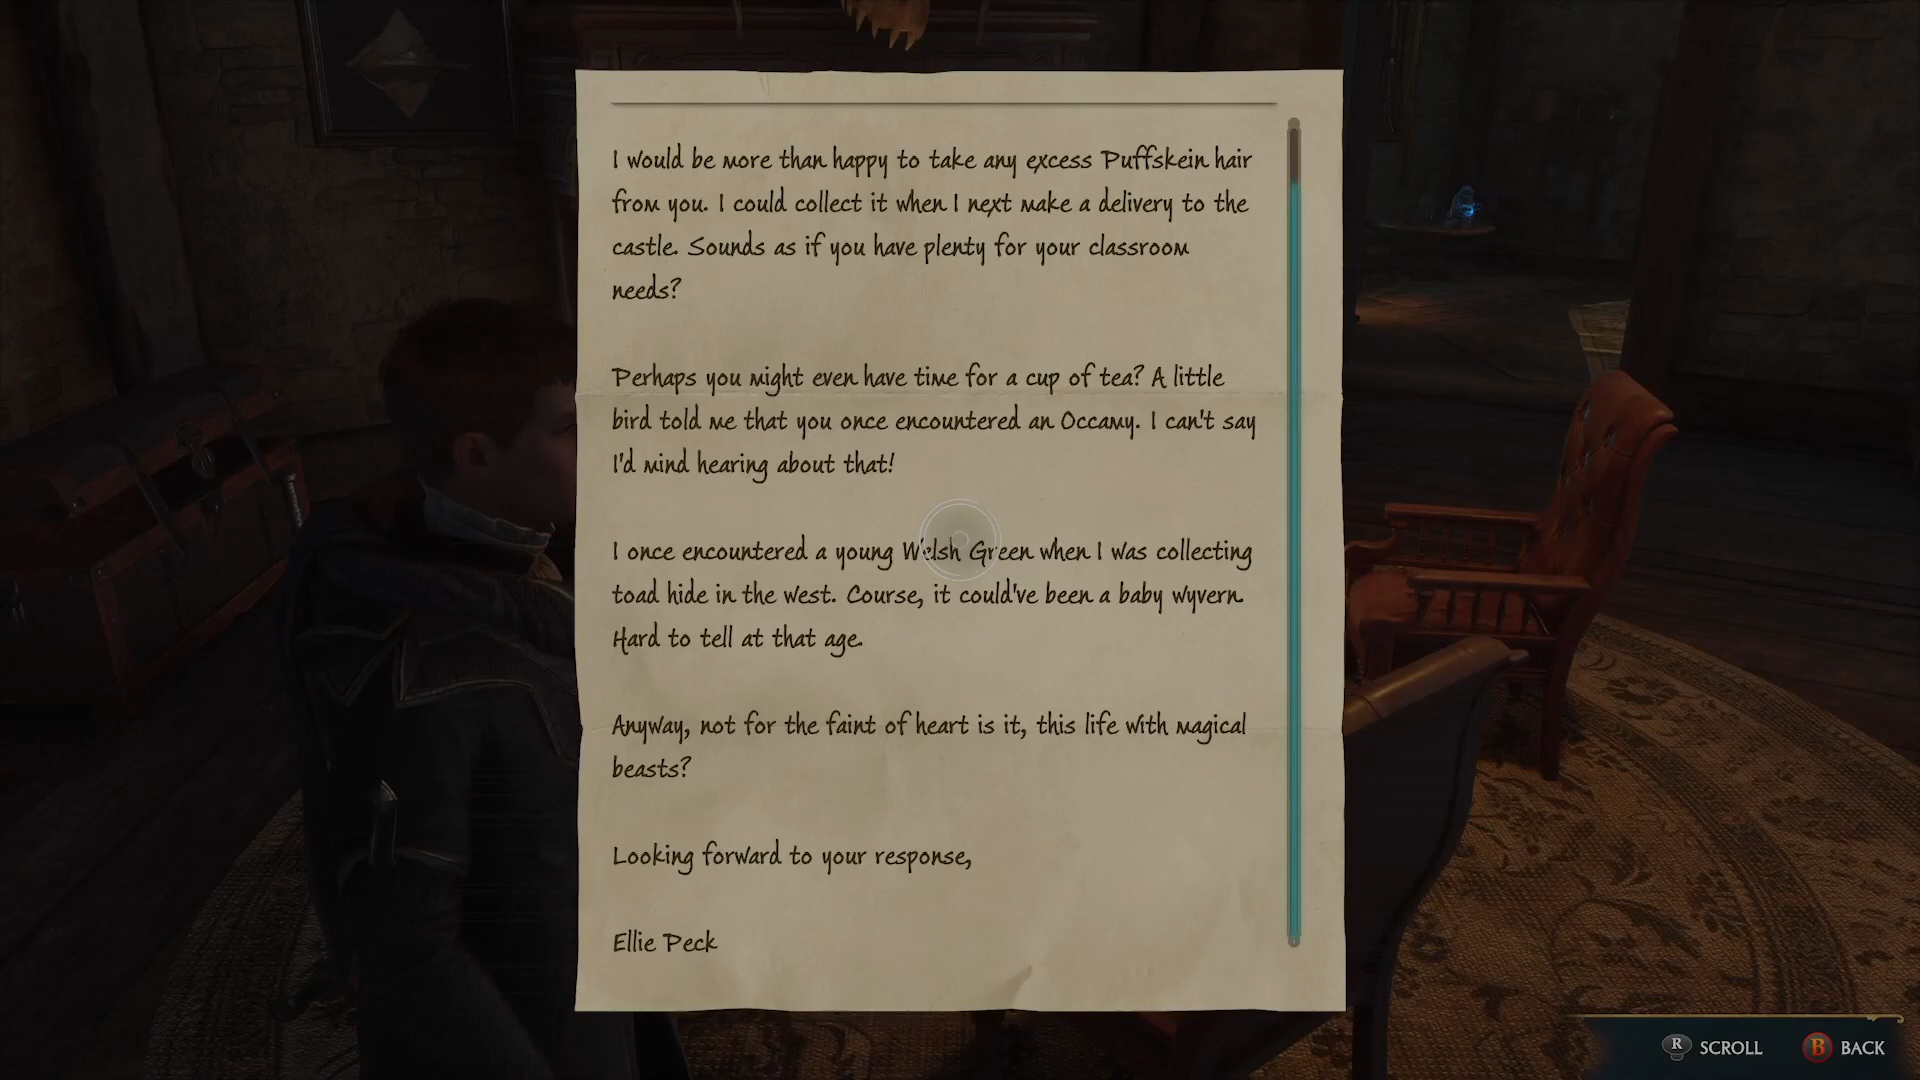 I would be more than happy to take any excess Puffskein hair
from you. I could collect it when I next make a delivery to the
castle. Sounds as if you have plenty for your classroom
needs?
Perhaps you might even have time for a cup of tea? A little
bird told me that you once encountered an Occamy. I can't say
I'd mind hearing about that!
I once encountered a young Welsh Green when I was collecting
toad hide in the west. Course, it could've been a baby wyvern.
Hard to tell at that age.
Anyway, not for the faint of heart is it, this life with magical
beasts?
Looking forward to your response,
Ellie Peck
R SCROLL B BACK